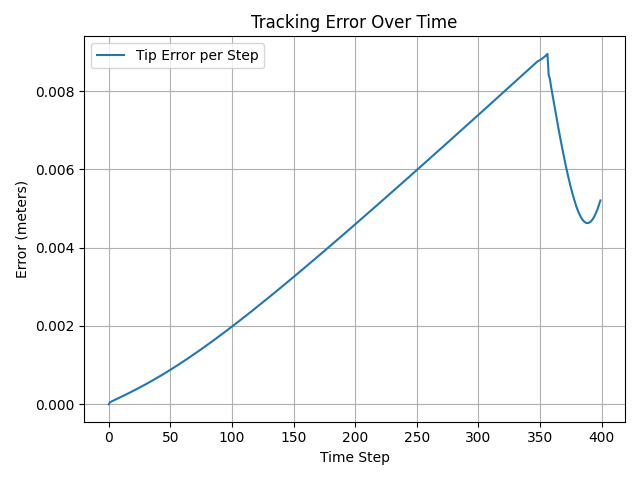 Tracking Error Over Time
Tip Error per Step
Error (meters)
0.008
0.006
0.004
0.002
0.000
0 50 100 150 200 250 300 350 400
Time Step